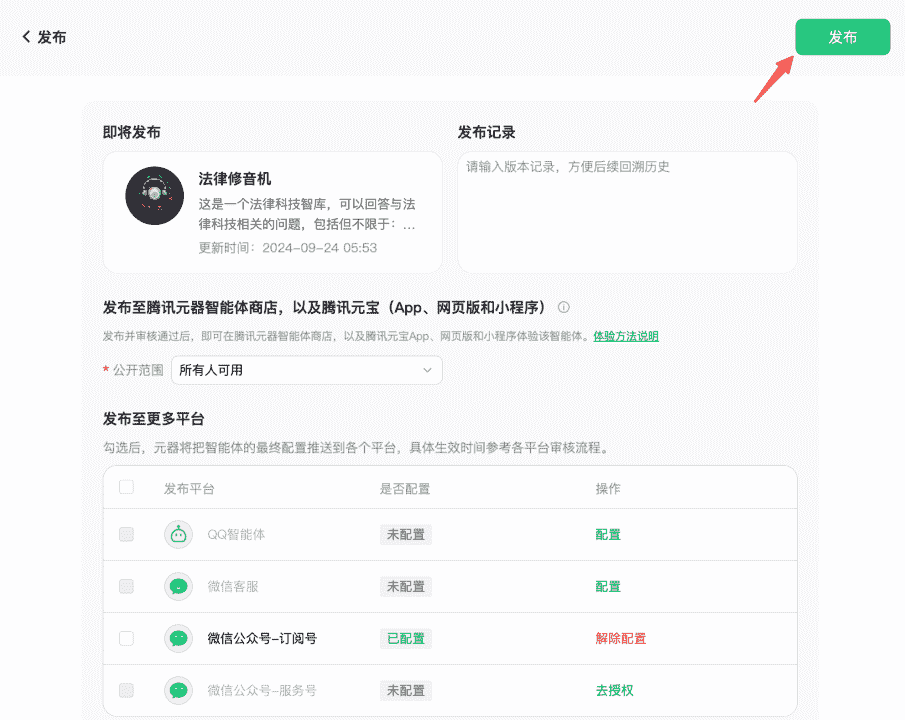 发布
发布
即将发布
发布记录
法律修音机
这是一个法律科技智库，可以回答与法
律科技相关的问题，包括但不限于：...
更新时间：2024-09-24 05:53
请输入版本记录，方便后续回溯历史
发布至腾讯元器智能体商店，以及腾讯元宝（App、网页版和小程序）
发布并审核通过后，即可在腾讯元器智能体商店，以及腾讯元宝App、网页版和小程序体验该智能体。体验方法说明
* 公开范围 所有人可用
发布至更多平台
勾选后，元器将把智能体的最终配置推送到各个平台，具体生效时间参考各平台审核流程。
发布平台 是否配置 操作
QQ智能体 未配置 配置
微信客服 未配置 配置
微信公众号-订阅号 已配置 解除配置
微信公众号-服务号 未配置 去授权